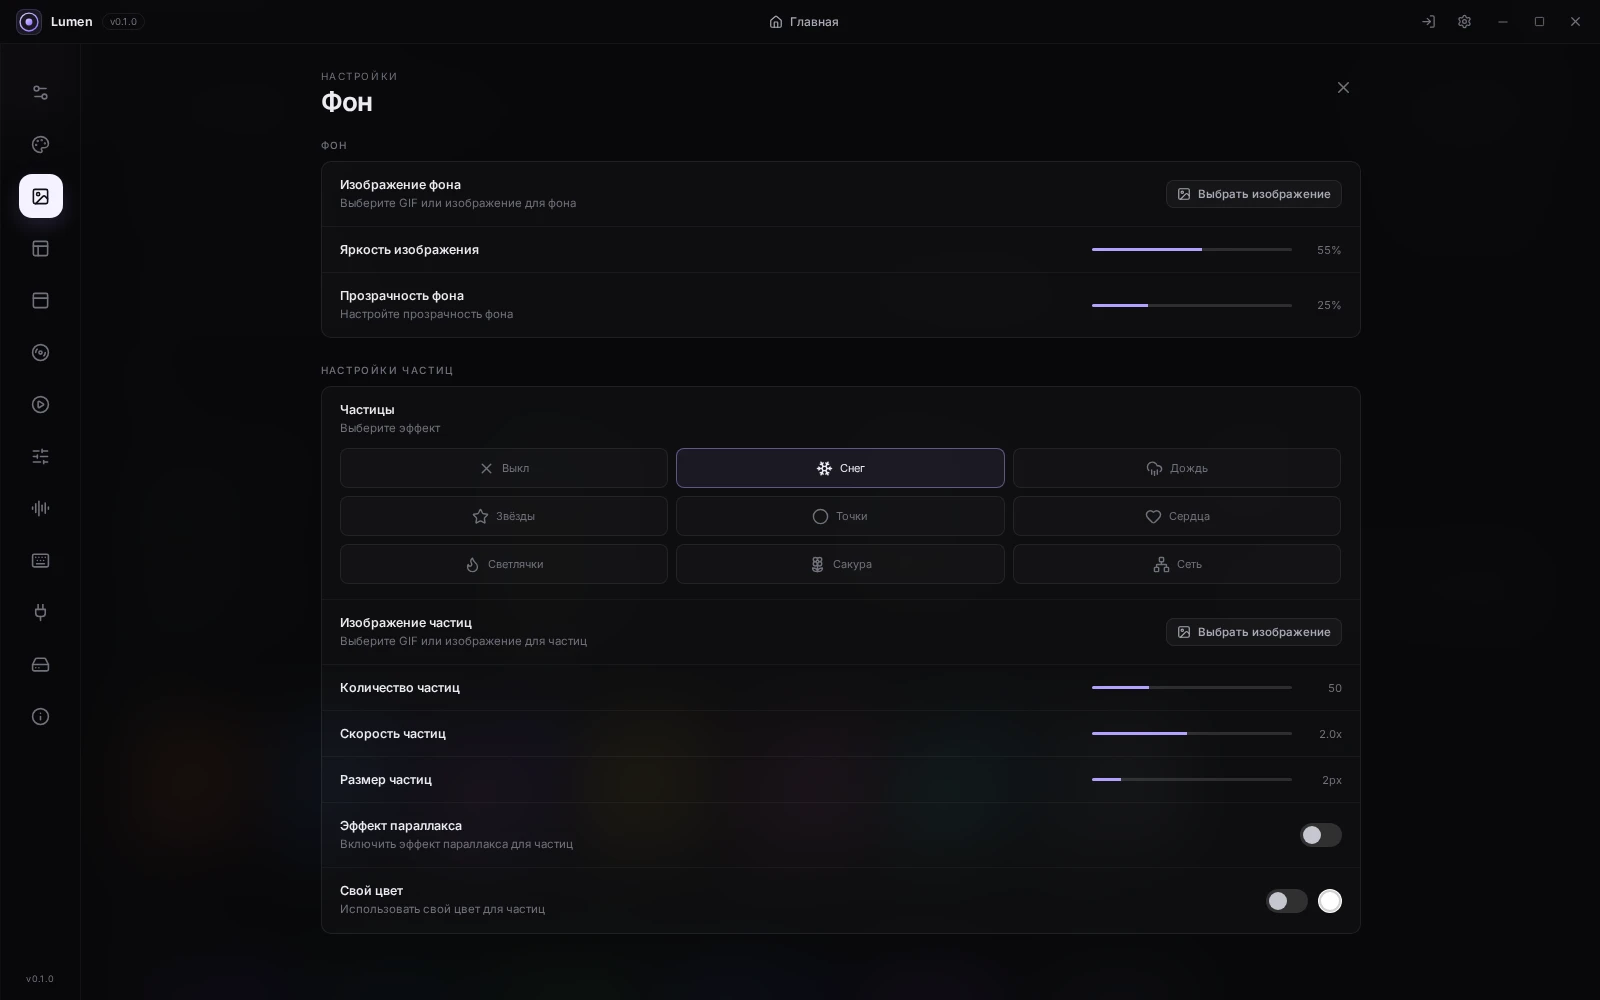 Lumen
v0.1.0
Главная
НАСТРОЙКИ
Фон
ФОН
Изображение фона
Выберите GIF или изображение для фона
Выбрать изображение
Яркость изображения
55%
Прозрачность фона
Настройте прозрачность фона
25%
НАСТРОЙКИ ЧАСТИЦ
Частицы
Выберите эффект
Выкл
Снег
Дождь
Звёзды
Точки
Сердца
Светлячки
Сакура
Сеть
Изображение частиц
Выберите GIF или изображение для частиц
Выбрать изображение
Количество частиц
50
Скорость частиц
2.0x
Размер частиц
2px
Эффект параллакса
Включить эффект параллакса для частиц
Свой цвет
Использовать свой цвет для частиц
v0.1.0